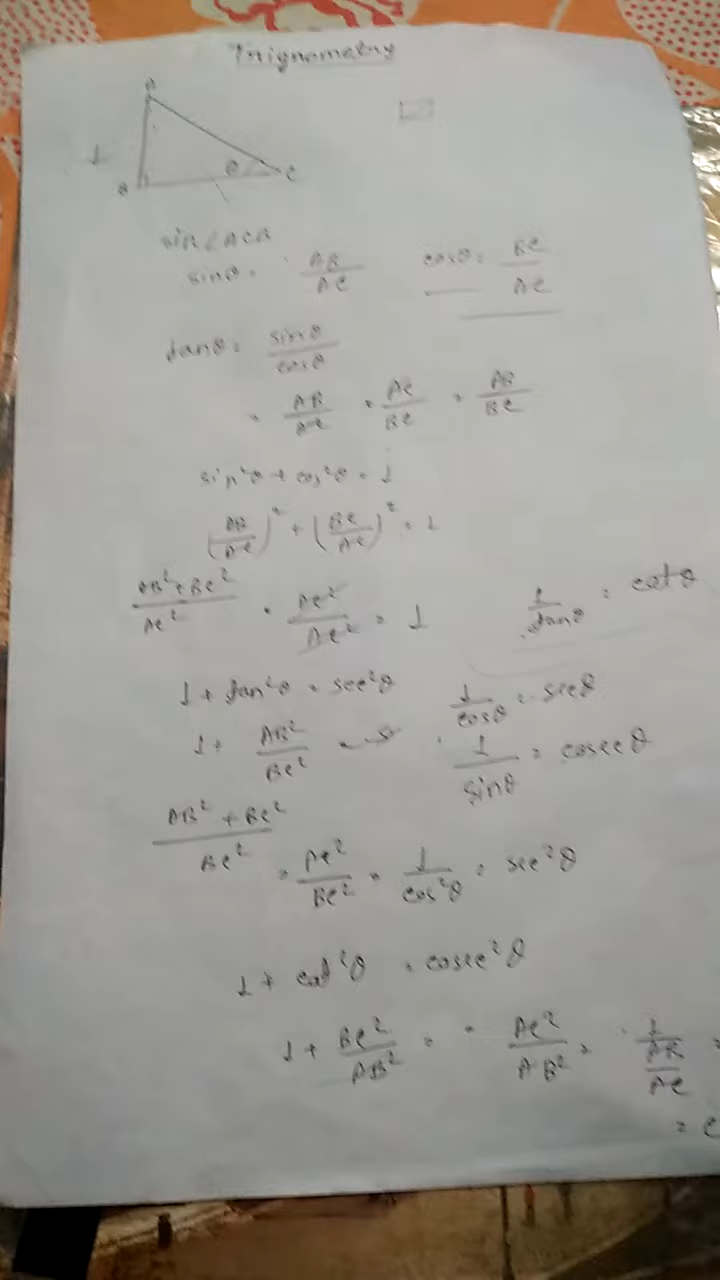 Trignometry
A
B
θ
C
sin∠ACB
sinθ = AB/AC
cosθ = BC/AC
tanθ = sinθ/cosθ
= AB/AC × AC/BC = AB/BC
sin²θ + cos²θ = 1
(AB/AC)² + (BC/AC)² = 1
AB² + BC²/AC² = AC²/AC² = 1
1/tanθ = cotθ
1 + tan²θ = sec²θ
1/cosθ = secθ
1 + AB²/BC²
1/sinθ = cosecθ
AB² + BC²/BC² = AC²/BC² = 1/cos²θ = sec²θ
1 + cot²θ = cosec²θ
1 + BC²/AB² = AC²/AB² = 1/AB/AC =
= c